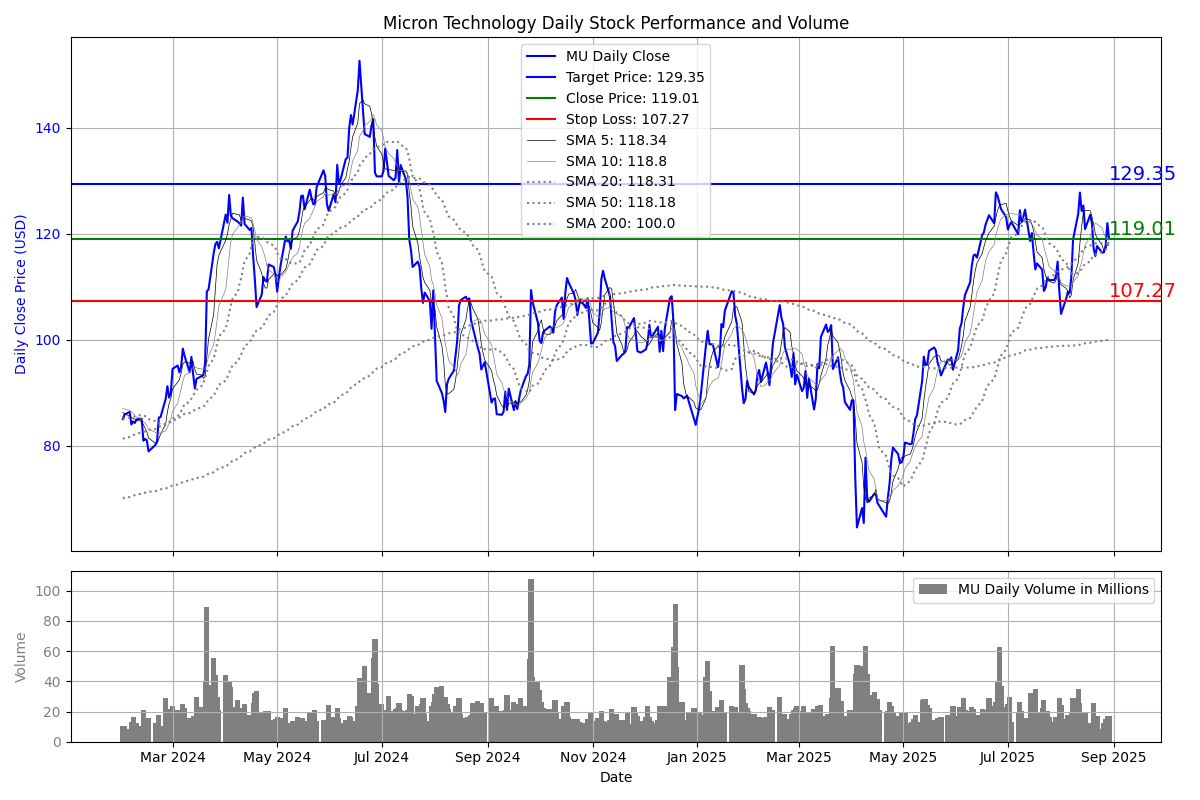 Micron Technology Daily Stock Performance and Volume
MU Daily Close
Target Price: 129.35
Close Price: 119.01
Stop Loss: 107.27
SMA 5: 118.34
SMA 10: 118.8
SMA 20: 118.31
SMA 50: 118.18
SMA 200: 100.0
Daily Close Price (USD)
140
120
100
80
129.35
119.01
107.27
MU Daily Volume in Millions
Volume
100
80
60
40
20
0
Mar 2024 May 2024 Jul 2024 Sep 2024 Nov 2024 Jan 2025 Mar 2025 May 2025 Jul 2025 Sep 2025
Date